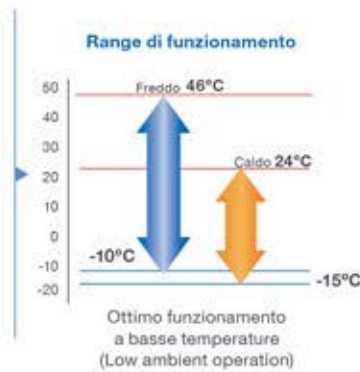 Range di funzionamento
50
Freddo 46°C
40
30
Caldo 24°C
20
10
0
-10°C
-10
-15°C
-20
Ottimo funzionamento
a basse temperature
(Low ambient operation)